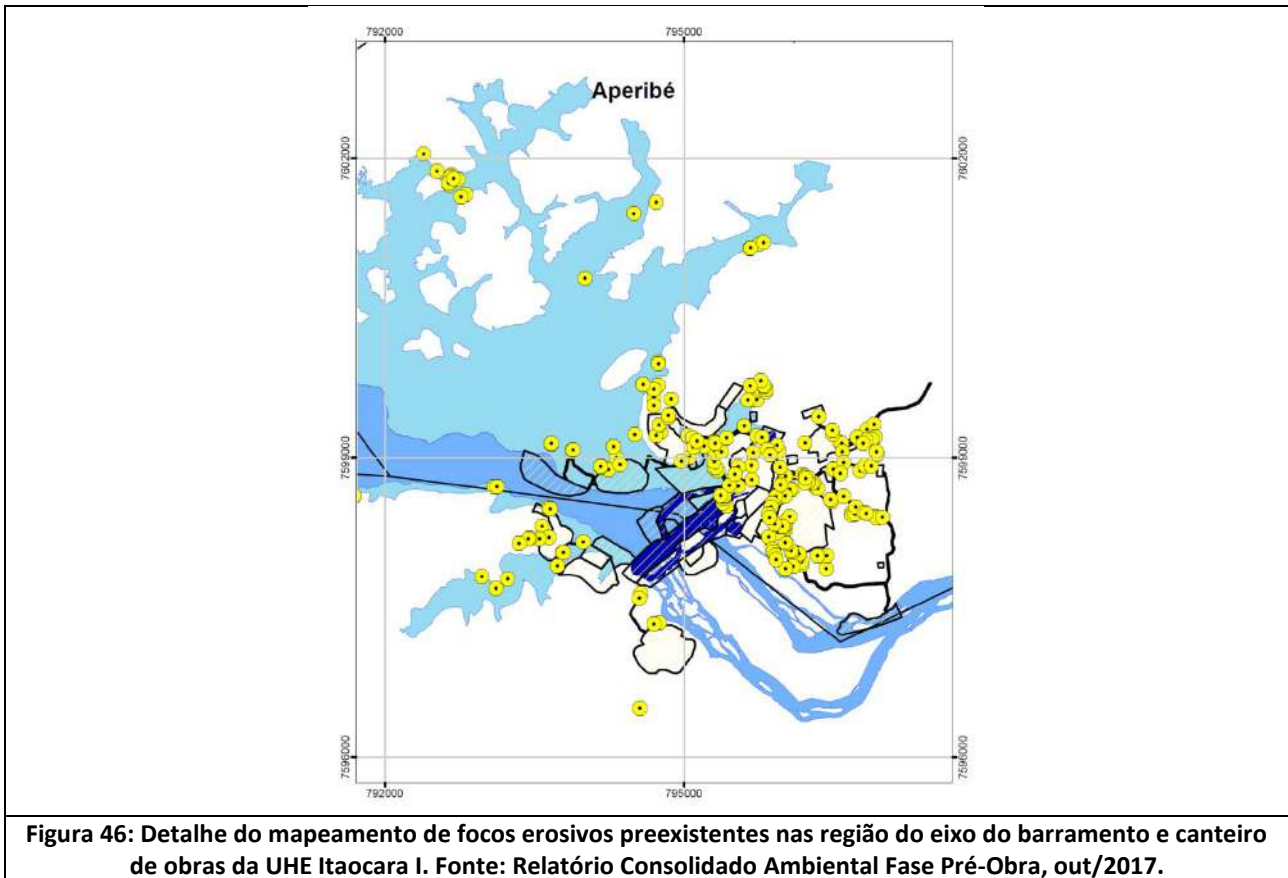 792000 795000
Aperibé
7602000 7602000
7599000 7599000
7596000 7596000
792000 795000
Figura 46: Detalhe do mapeamento de focos erosivos preexistentes nas região do eixo do barramento e canteiro
de obras da UHE Itaocara I. Fonte: Relatório Consolidado Ambiental Fase Pré-Obra, out/2017.